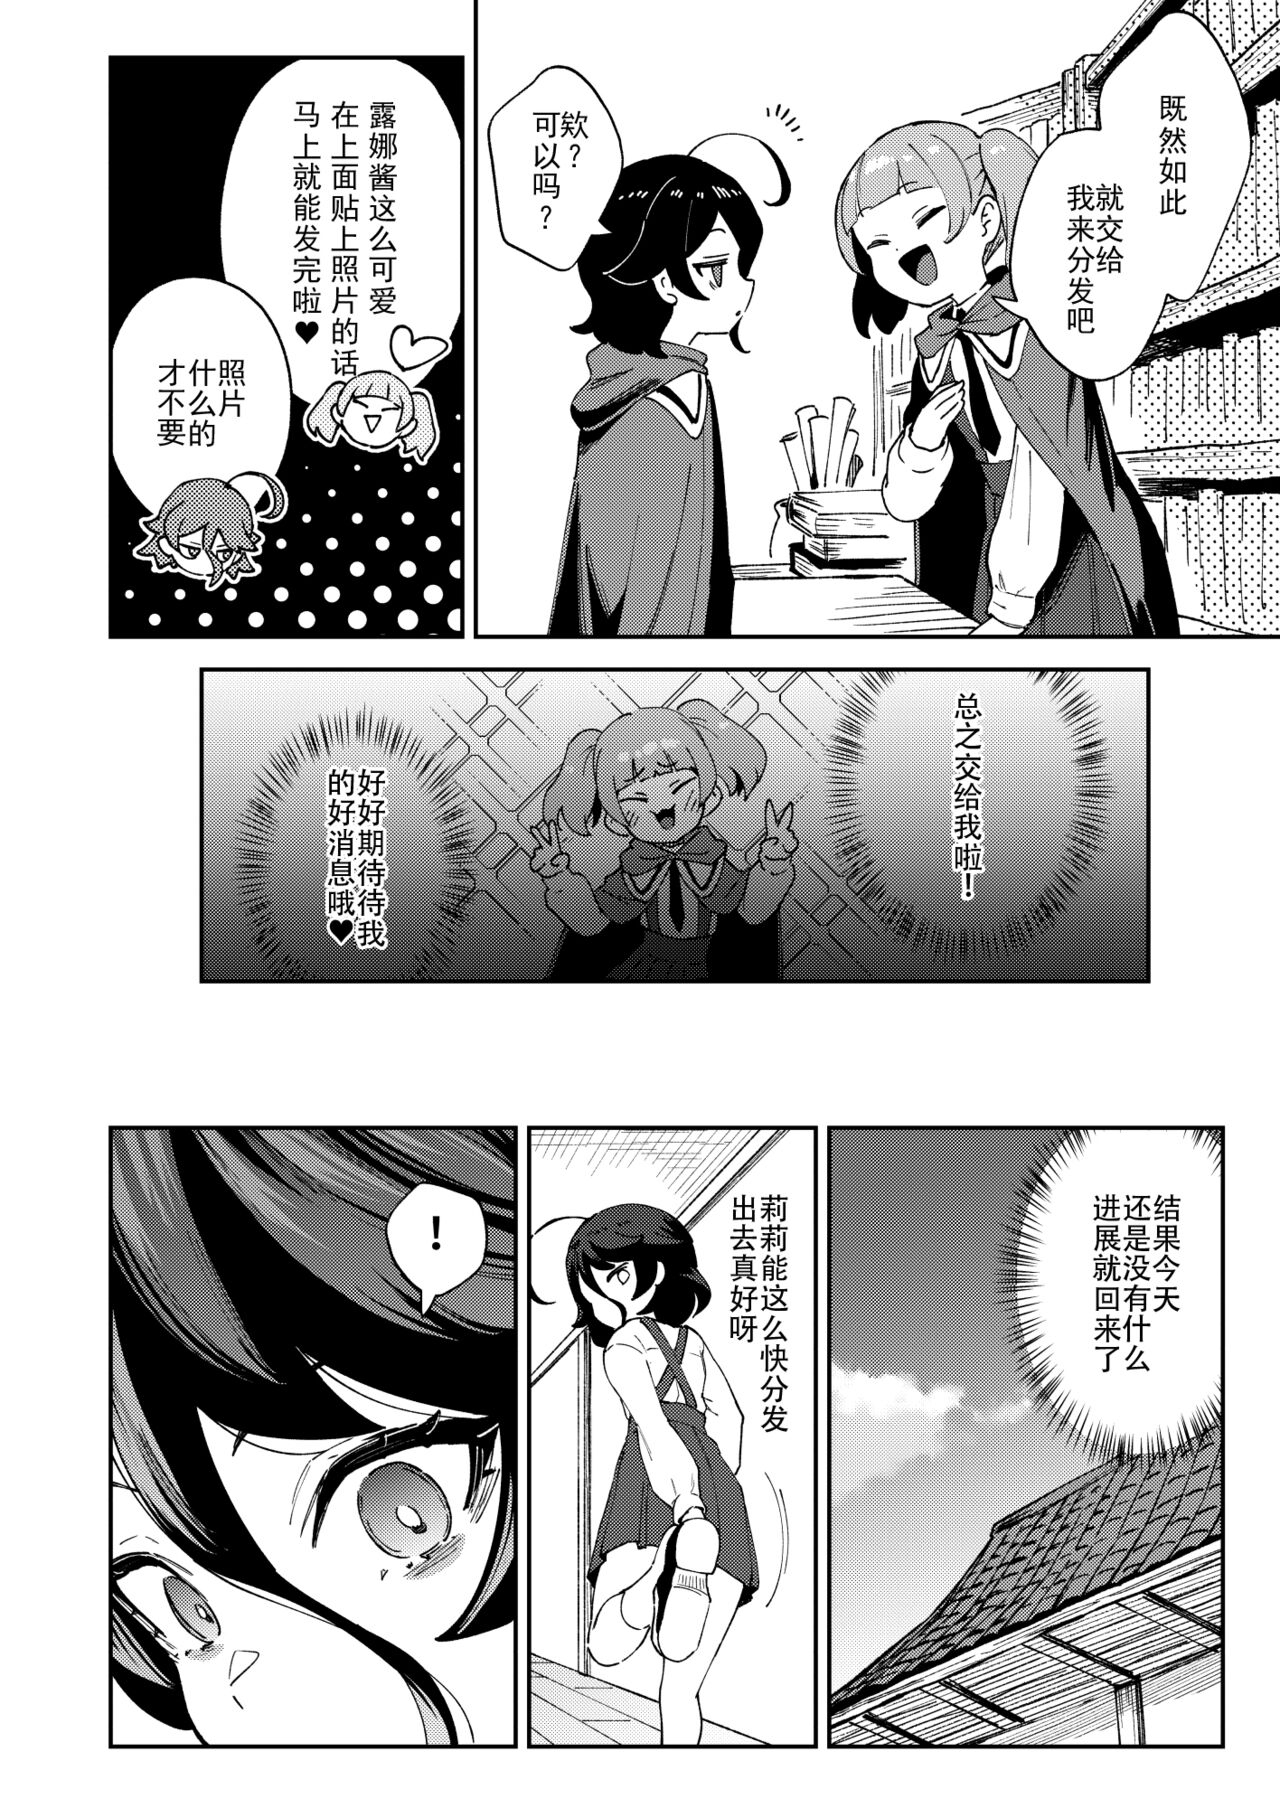 既然如此
就交给
我来分发吧
欸？
可以吗？
露娜酱这么可爱
在上面贴上照片的话
马上就能发完啦♥
照片
什么的
才不要
总之交给我啦！
好好期待待我
的好消息哦♥
结果今天
还是没有什么
进展就回来了
莉莉能这么快分发
出去真好呀
！